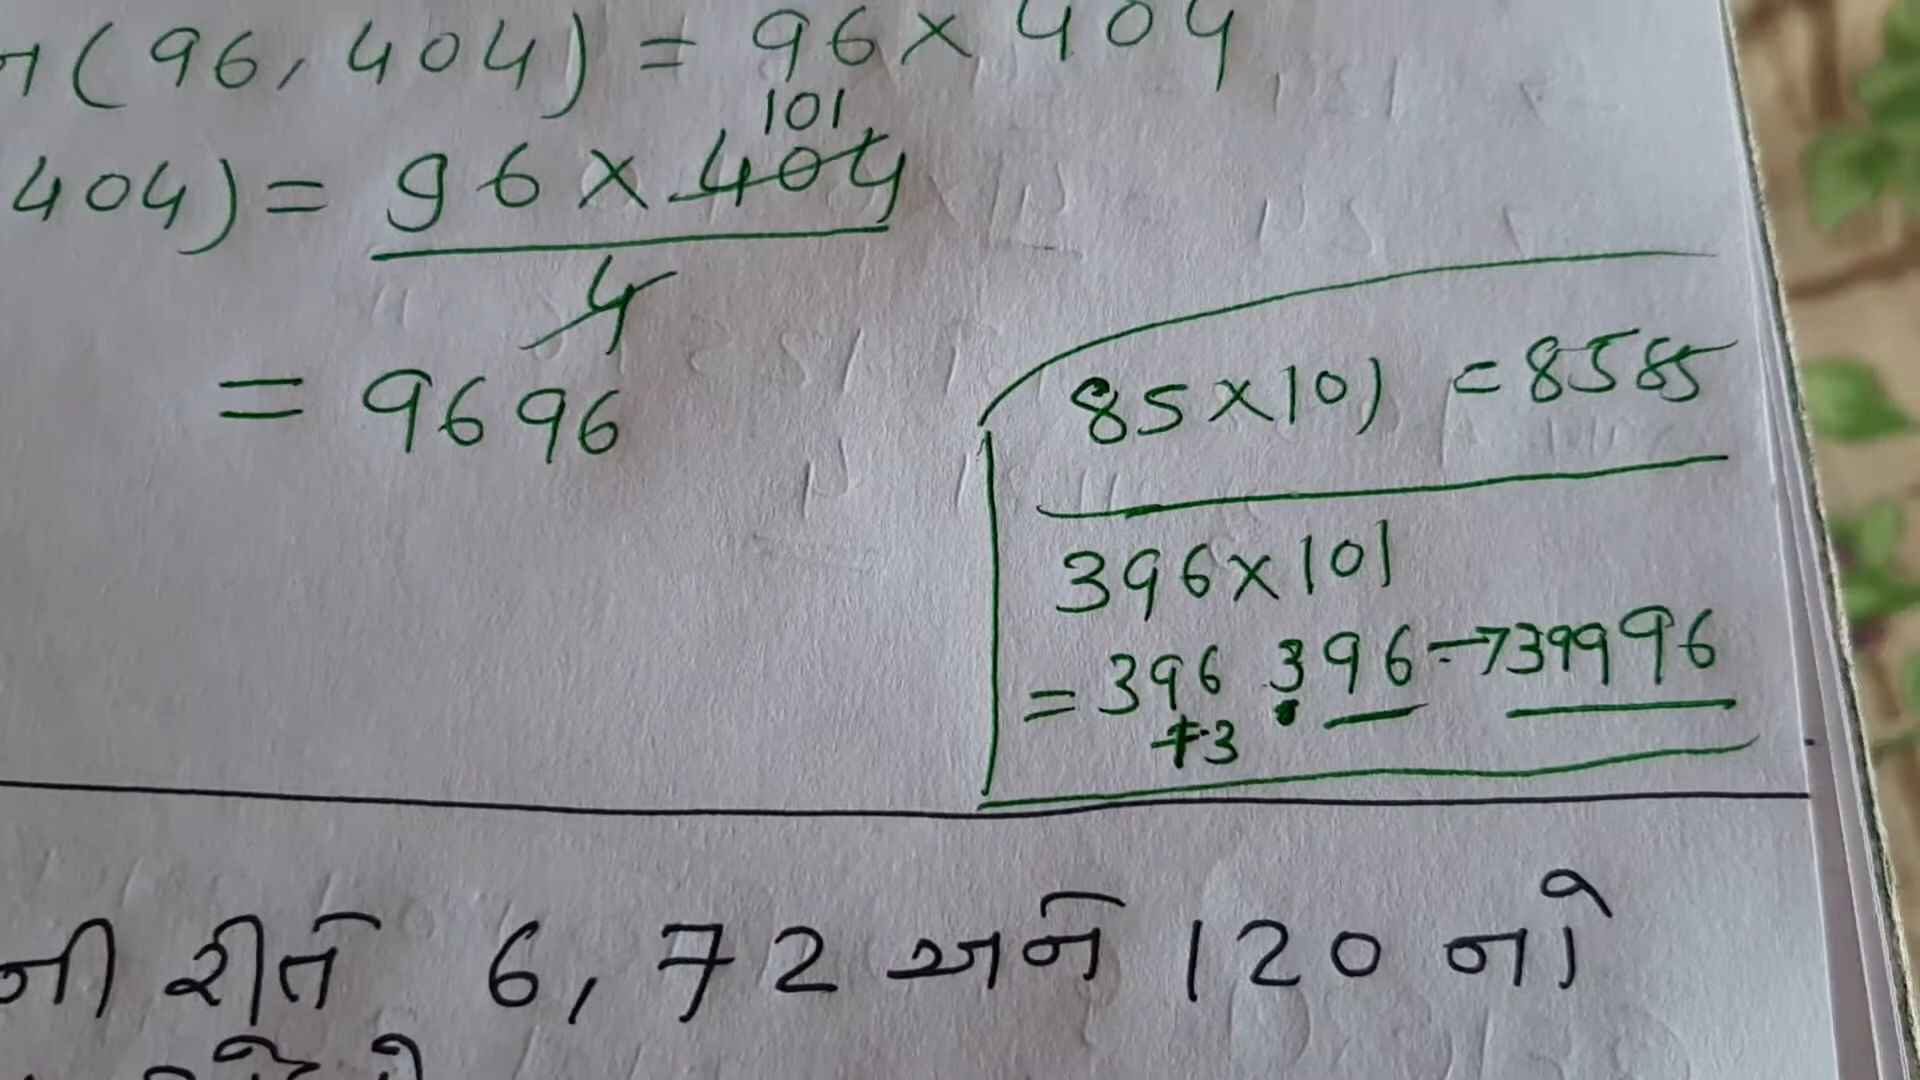 (96, 404) = 96 × 404
101
404) = 96 × 404
4
= 9696
85 × 101 = 8585
396 × 101
= 396 396 → 39996
+3
ની રીતે 6, 72 અને 120 નો